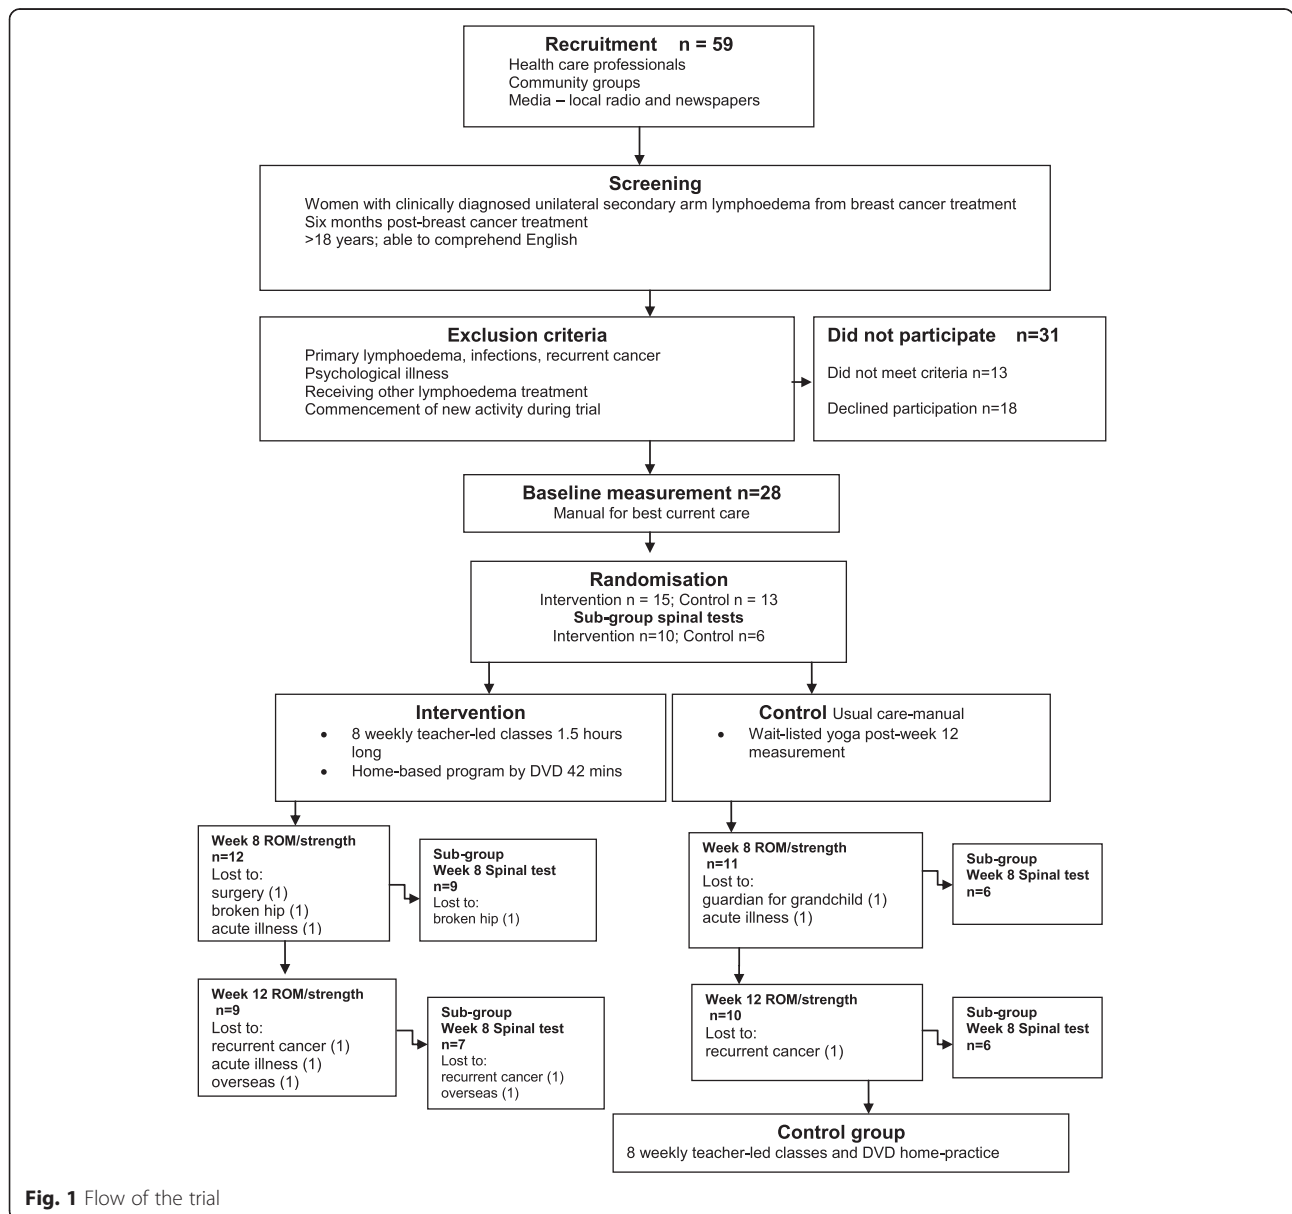 Recruitment n = 59
Health care professionals
Community groups
Media – local radio and newspapers
Screening
Women with clinically diagnosed unilateral secondary arm lymphoedema from breast cancer treatment
Six months post-breast cancer treatment
>18 years; able to comprehend English
Exclusion criteria
Primary lymphoedema, infections, recurrent cancer
Psychological illness
Receiving other lymphoedema treatment
Commencement of new activity during trial
Did not participate n=31
Did not meet criteria n=13
Declined participation n=18
Baseline measurement n=28
Manual for best current care
Randomisation
Intervention n = 15; Control n = 13
Sub-group spinal tests
Intervention n=10; Control n=6
Intervention
• 8 weekly teacher-led classes 1.5 hours
long
• Home-based program by DVD 42 mins
Control Usual care-manual
• Wait-listed yoga post-week 12
measurement
Week 8 ROM/strength
n=12
Lost to:
surgery (1)
broken hip (1)
acute illness (1)
Sub-group
Week 8 Spinal test
n=9
Lost to:
broken hip (1)
Week 8 ROM/strength
n=11
Lost to:
guardian for grandchild (1)
acute illness (1)
Sub-group
Week 8 Spinal test
n=6
Week 12 ROM/strength
n=9
Lost to:
recurrent cancer (1)
acute illness (1)
overseas (1)
Sub-group
Week 8 Spinal test
n=7
Lost to:
recurrent cancer (1)
overseas (1)
Week 12 ROM/strength
n=10
Lost to:
recurrent cancer (1)
Sub-group
Week 8 Spinal test
n=6
Control group
8 weekly teacher-led classes and DVD home-practice
Fig. 1 Flow of the trial